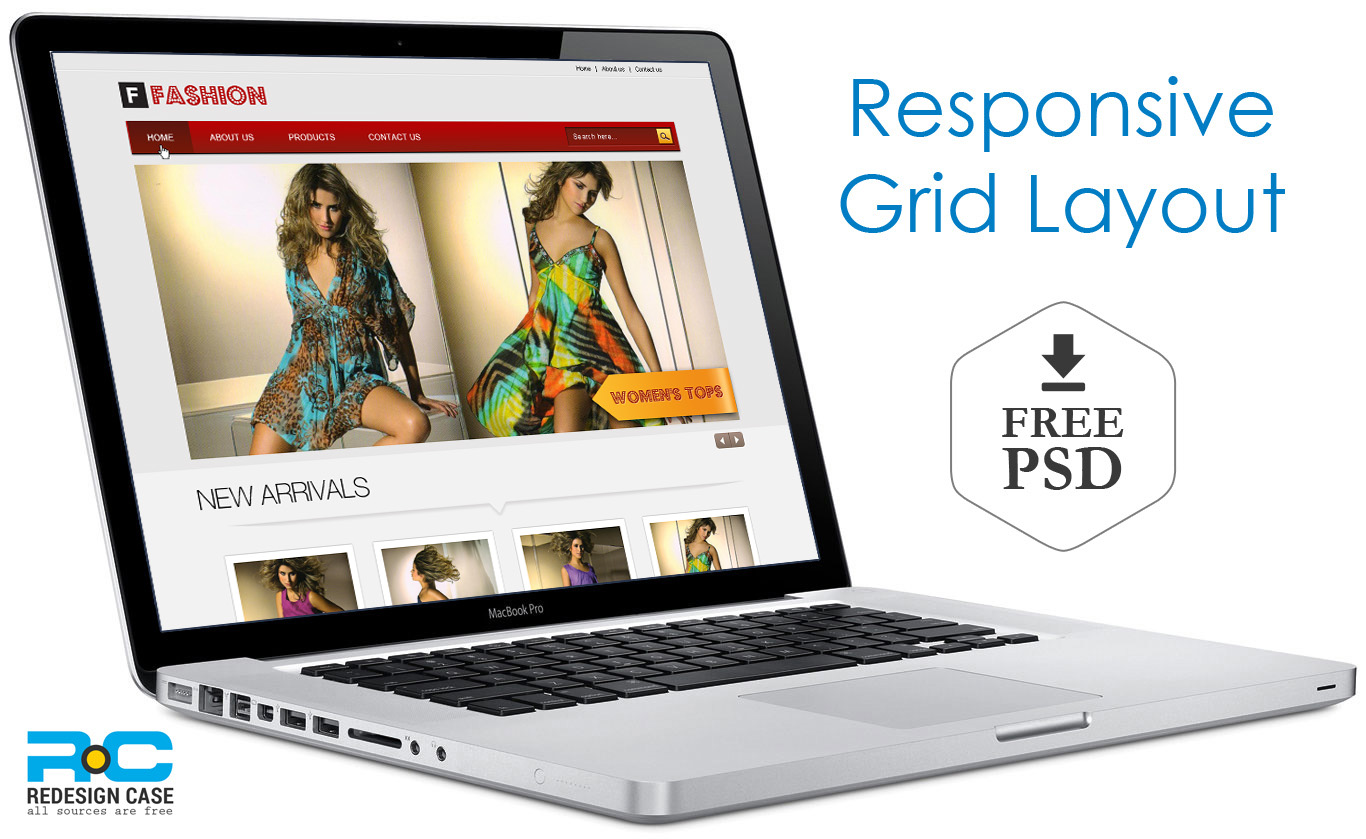 Home | About us | Contact us
F FASHION
HOME ABOUT US PRODUCTS CONTACT US Search here...
WOMEN'S TOPS
NEW ARRIVALS
MacBook Pro
Responsive
Grid Layout
FREE
PSD
RC
REDESIGN CASE
all sources are free